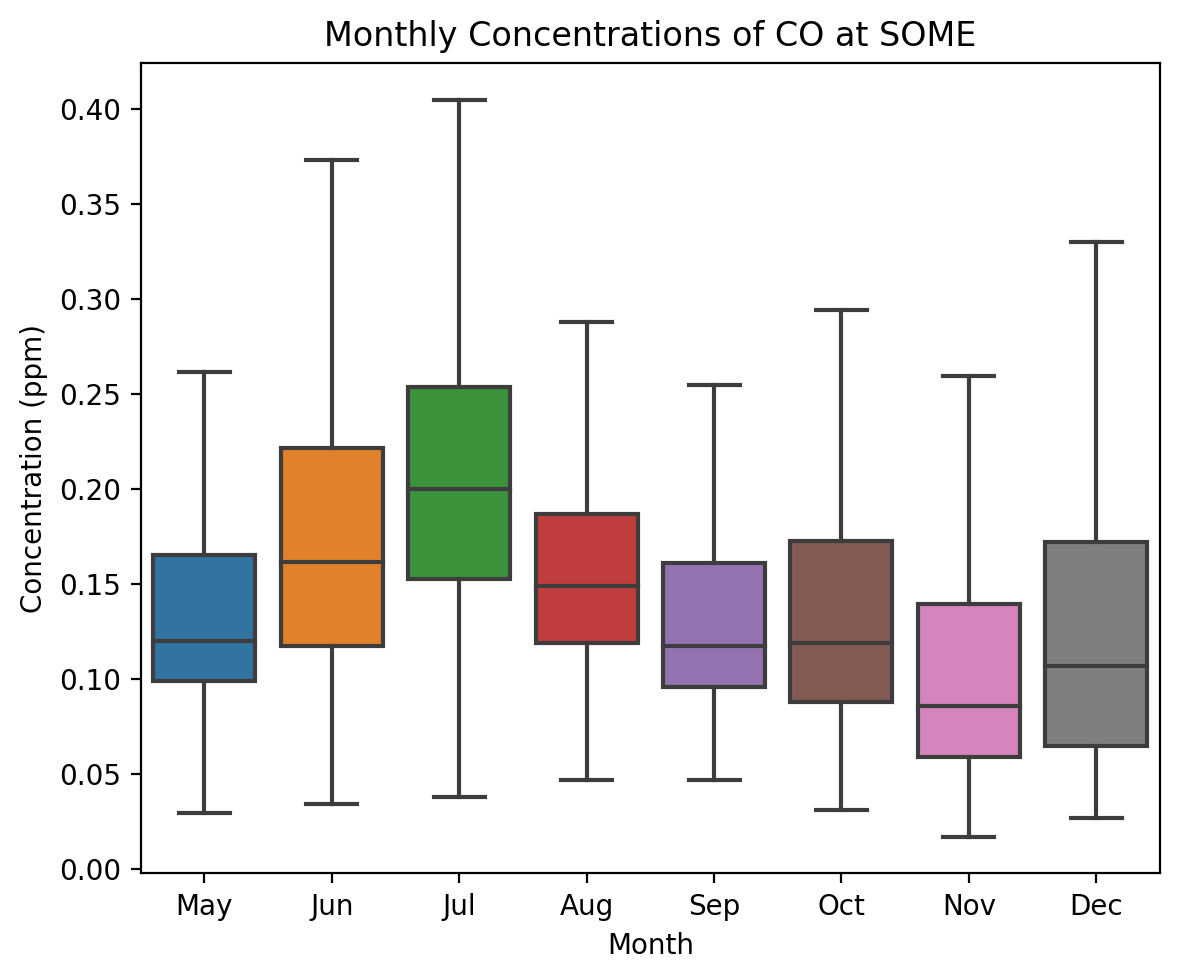 Monthly Concentrations of CO at SOME
Concentration (ppm)
0.40
0.35
0.30
0.25
0.20
0.15
0.10
0.05
0.00
May Jun Jul Aug Sep Oct Nov Dec
Month